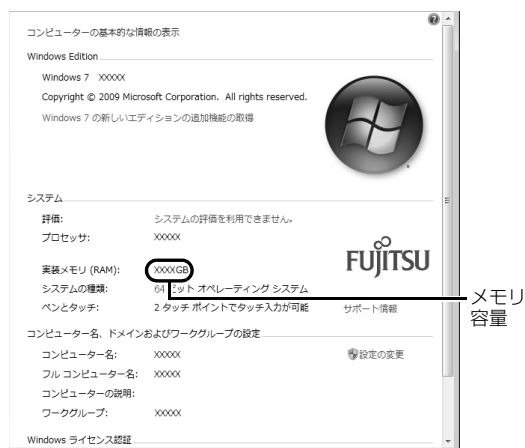 コンピューターの基本的な情報の表示
Windows Edition
Windows 7 XXXXX
Copyright © 2009 Microsoft Corporation. All rights reserved.
Windows 7 の新しいエディションの追加機能の取得
システム
評価: システムの評価を利用できません。
プロセッサ: XXXXX
FUJITSU
実装メモリ (RAM): XXXXGB
システムの種類: 64 ビット オペレーティング システム
ペンとタッチ: 2 タッチ ポイントでタッチ入力が可能 サポート情報
メモリ
容量
コンピューター名、ドメインおよびワークグループの設定
コンピューター名: XXXXX 設定の変更
フル コンピューター名: XXXXX
コンピューターの説明:
ワークグループ: XXXXX
Windows ライセンス認証